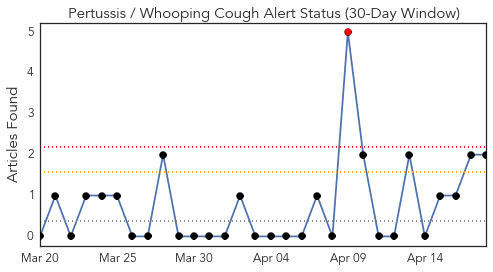 Pertussis / Whooping Cough Alert Status (30-Day Window)
Articles Found
5
4
3
2
1
0
Mar 20 Mar 25 Mar 30 Apr 04 Apr 09 Apr 14